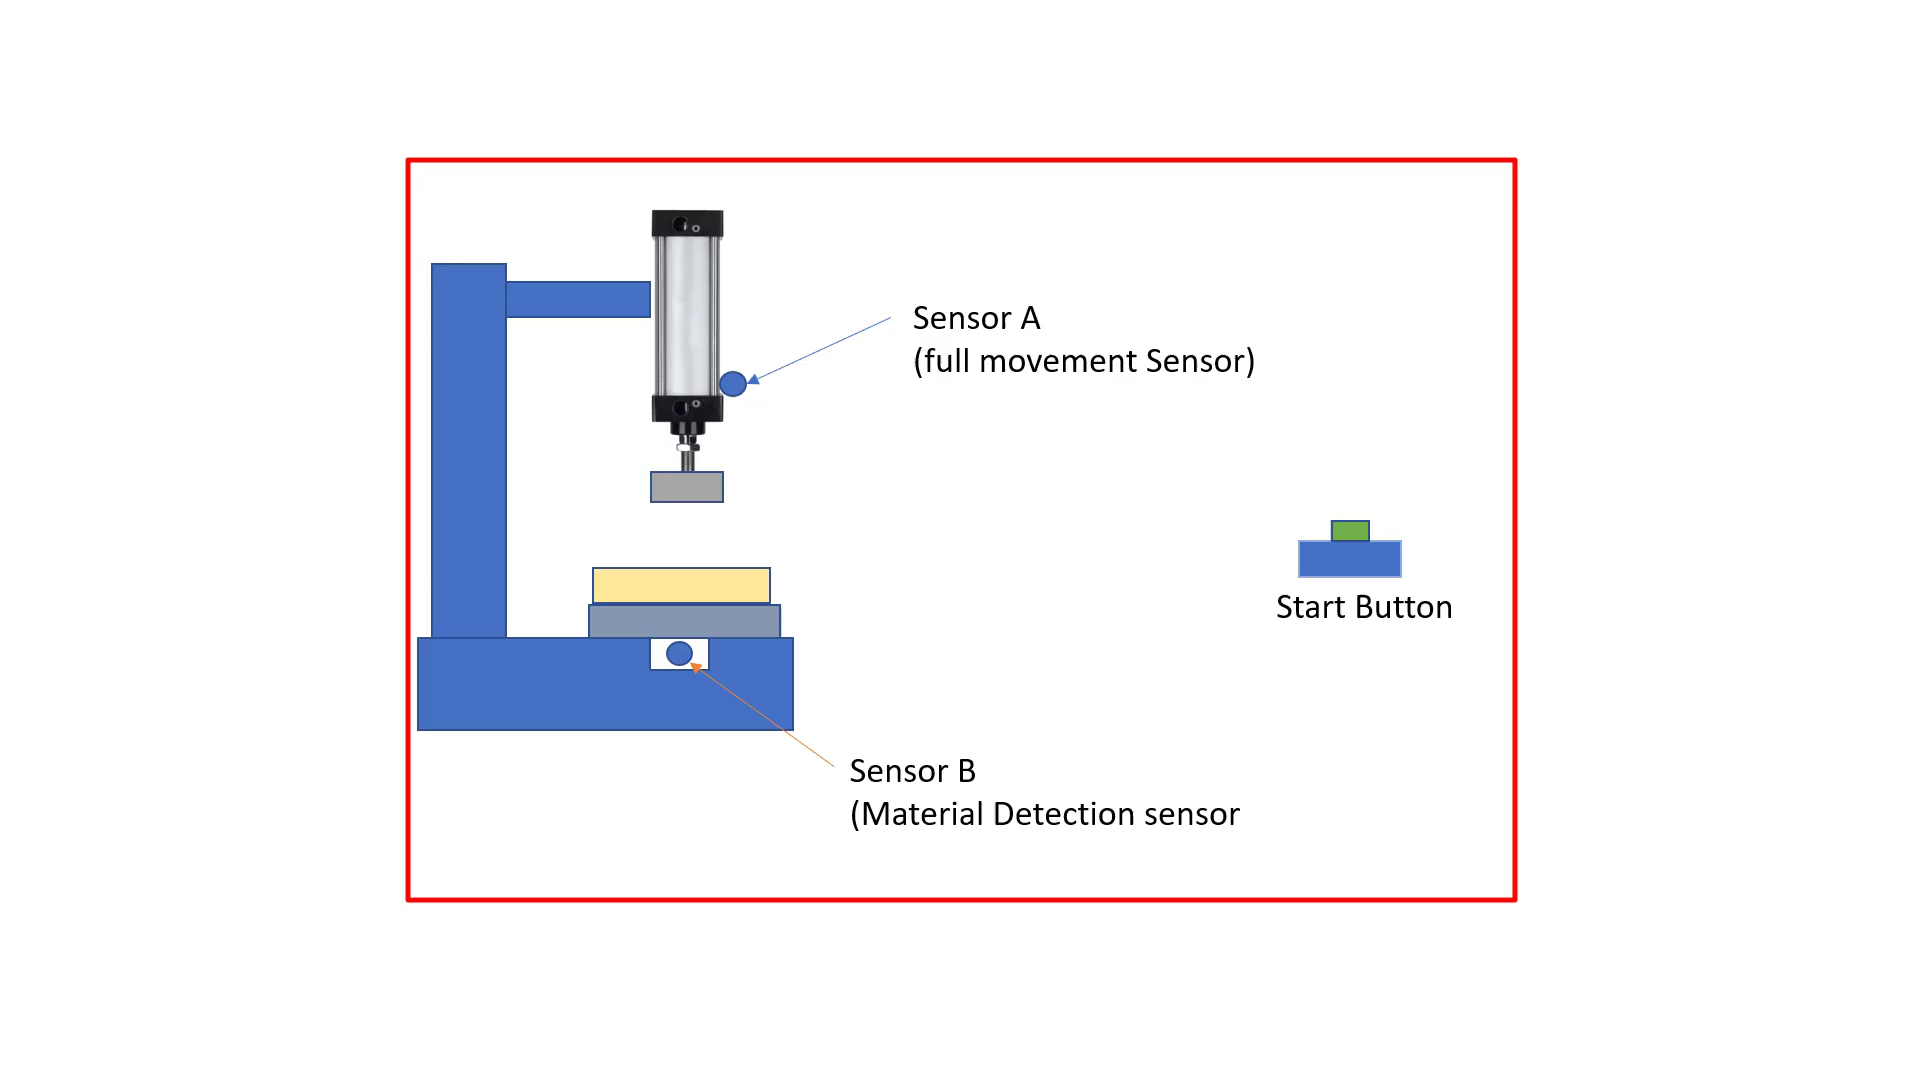 Sensor A
(full movement Sensor)
Start Button
Sensor B
(Material Detection sensor